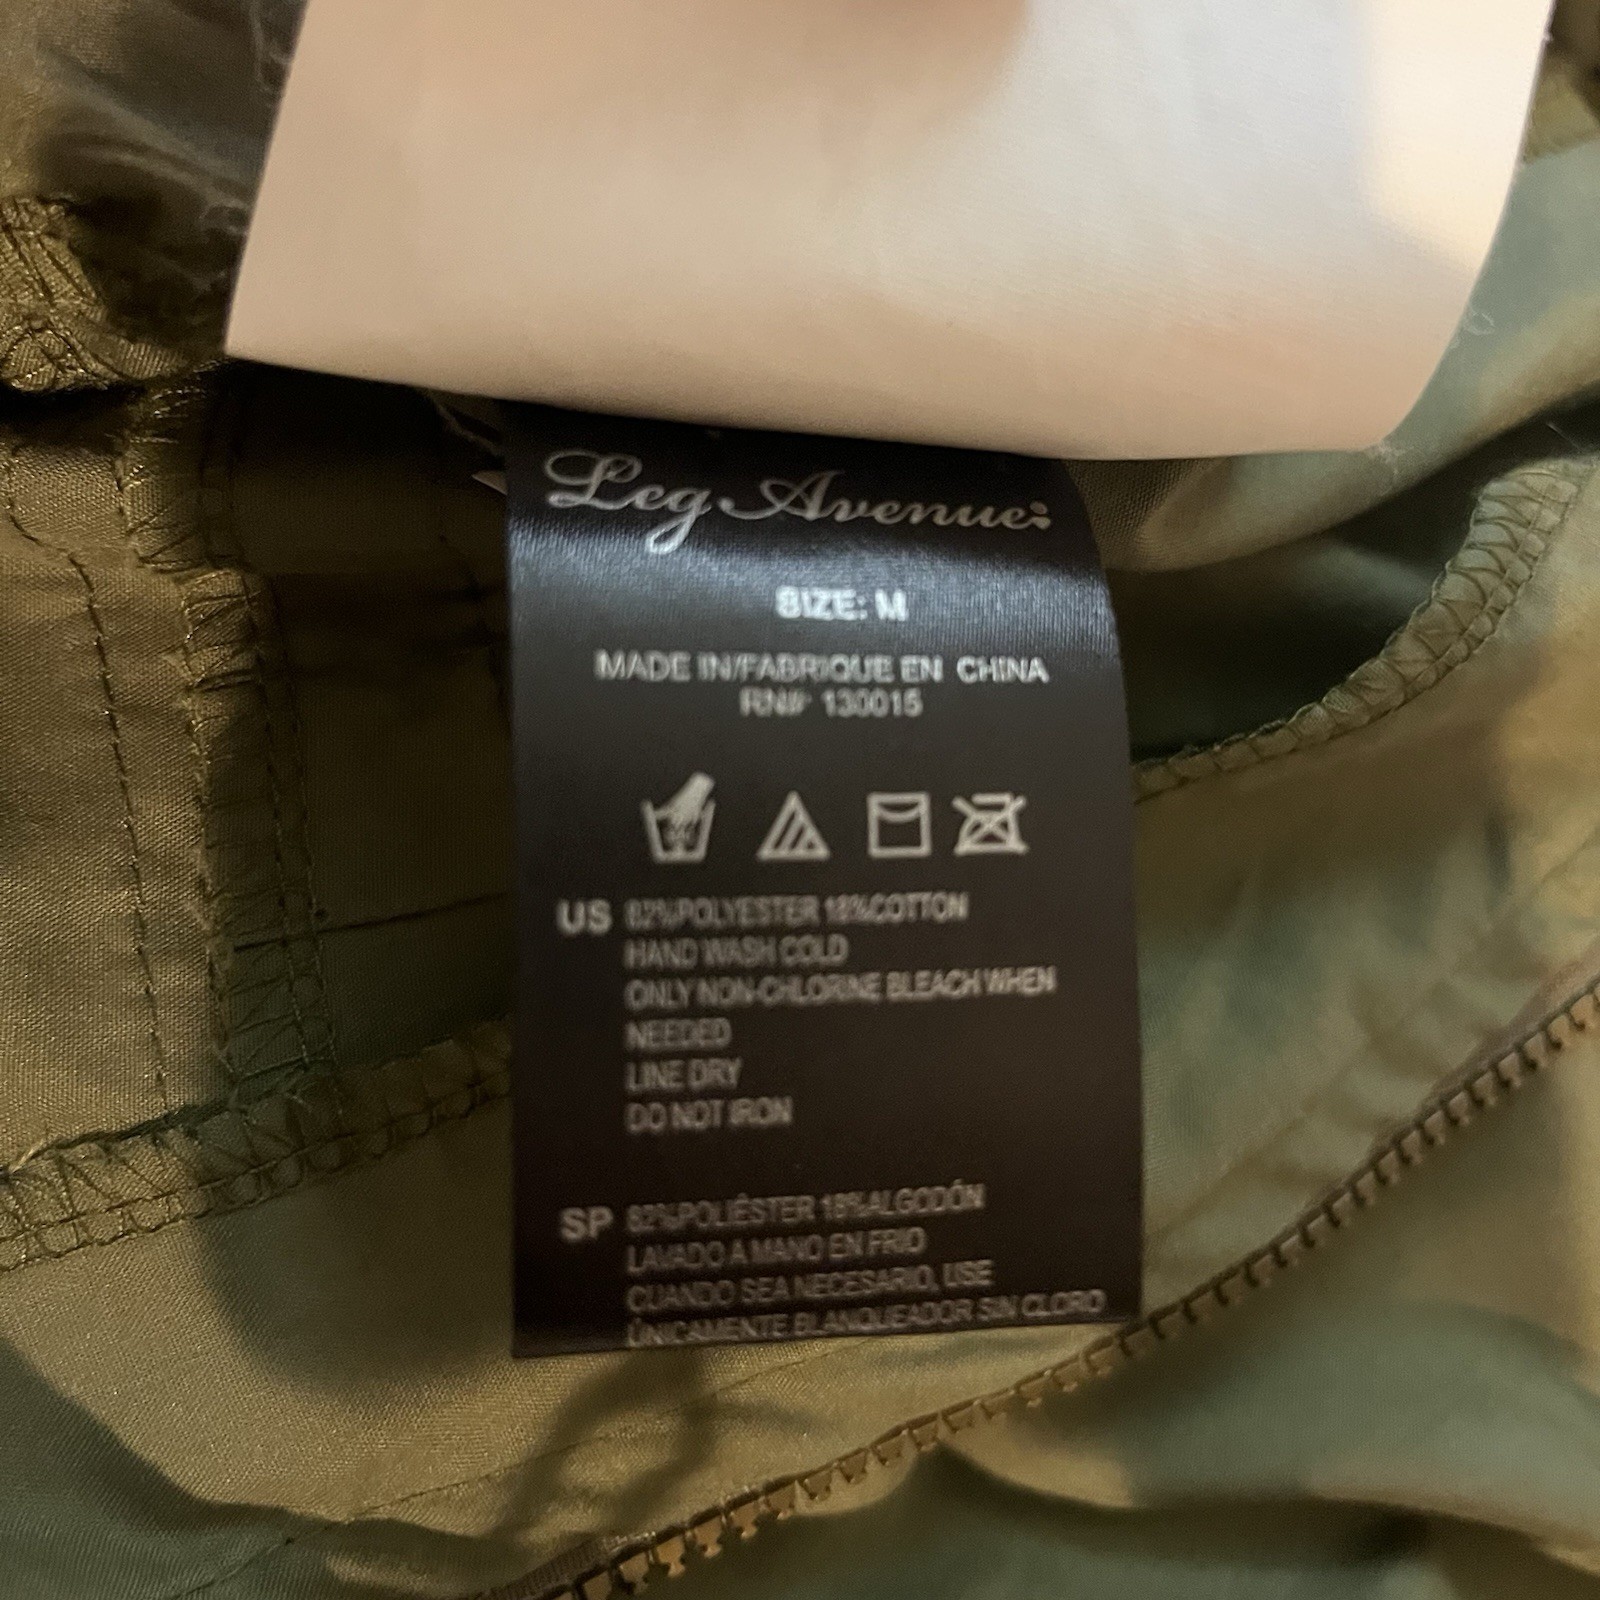 Leg Avenue
SIZE: M
MADE IN/FABRIQUE EN CHINA
RN# 130015
US 82%POLYESTER 18%COTTON
HAND WASH COLD
ONLY NON-CHLORINE BLEACH WHEN
NEEDED
LINE DRY
DO NOT IRON
SP 82%POLIÉSTER 18%ALGODÓN
LAVADO A MANO EN FRIO
CUANDO SEA NECESARIO, USE
ÚNICAMENTE BLANQUEADOR SIN CLORO